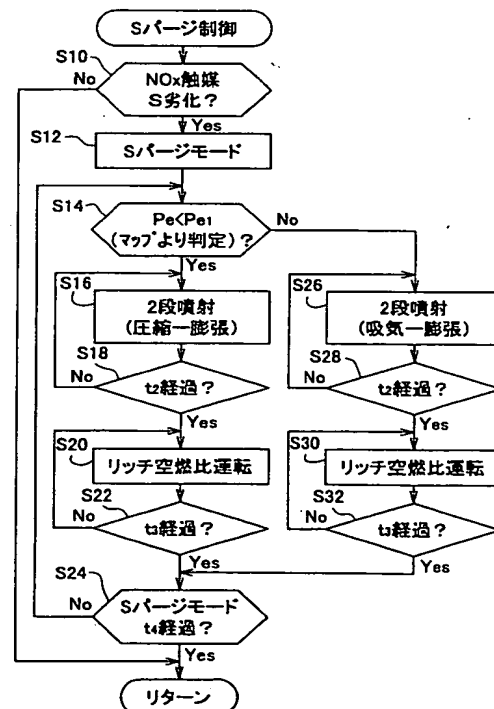 Sパージ制御
S10
No
NOx触媒
S劣化?
Yes
S12
Sパージモード
S14
Pe<Pe1
(マップより判定)?
No
Yes
S16
2段噴射
(圧縮ー膨張)
S26
2段噴射
(吸気ー膨張)
S18
No
t2経過?
Yes
S28
No
t2経過?
Yes
S20
リッチ空燃比運転
S30
リッチ空燃比運転
S22
No
t3経過?
Yes
S32
No
t3経過?
Yes
S24
No
Sパージモード
t4経過?
Yes
リターン